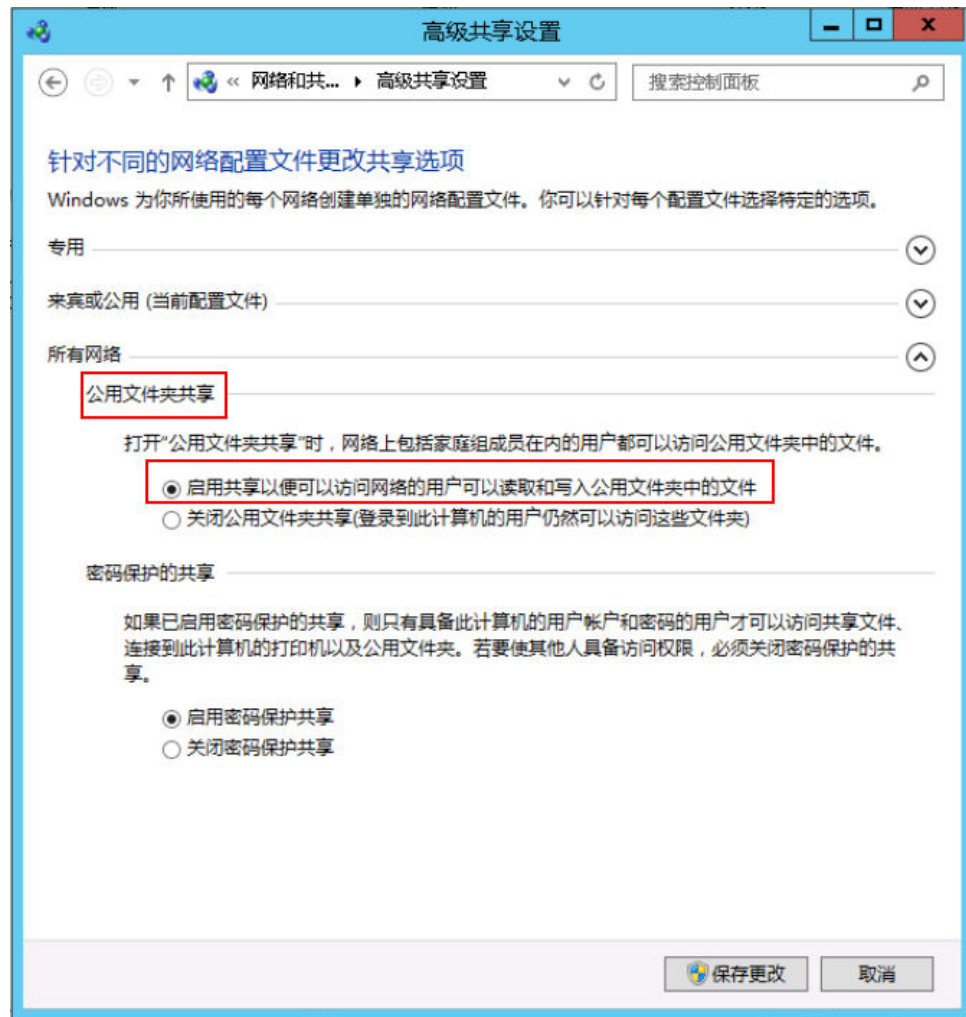 高级共享设置
« 网络和共... ▸ 高级共享设置
搜索控制面板
针对不同的网络配置文件更改共享选项
Windows 为你所使用的每个网络创建单独的网络配置文件。你可以针对每个配置文件选择特定的选项。
专用
来宾或公用 (当前配置文件)
所有网络
公用文件夹共享
打开“公用文件夹共享”时，网络上包括家庭组成员在内的用户都可以访问公用文件夹中的文件。
启用共享以便可以访问网络的用户可以读取和写入公用文件夹中的文件
关闭公用文件夹共享(登录到此计算机的用户仍然可以访问这些文件夹)
密码保护的共享
如果已启用密码保护的共享，则只有具备此计算机的用户帐户和密码的用户才可以访问共享文件、
连接到此计算机的打印机以及公用文件夹。若要使其他人具备访问权限，必须关闭密码保护的共
享。
启用密码保护共享
关闭密码保护共享
保存更改
取消